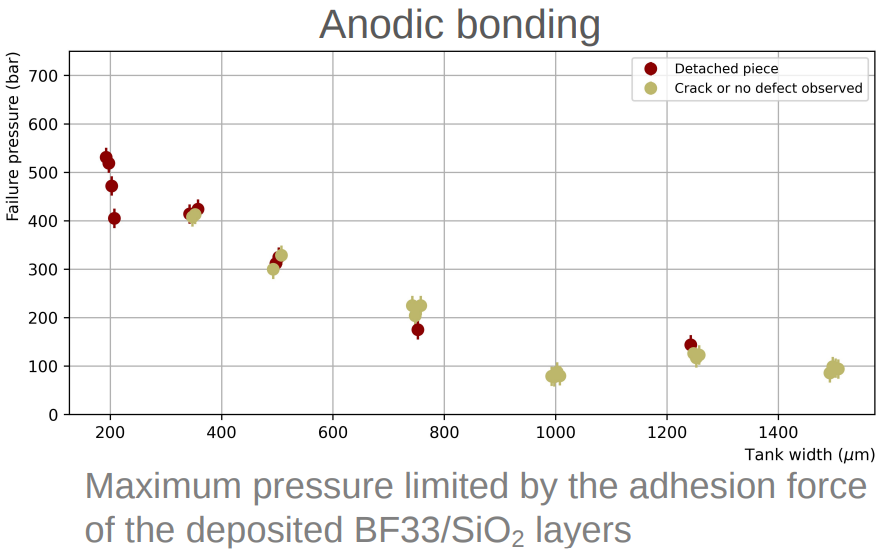 Anodic bonding
Failure pressure (bar)
700
600
500
400
300
200
100
0
Detached piece
Crack or no defect observed
200 400 600 800 1000 1200 1400
Tank width (μm)
Maximum pressure limited by the adhesion force
of the deposited BF33/SiO₂ layers